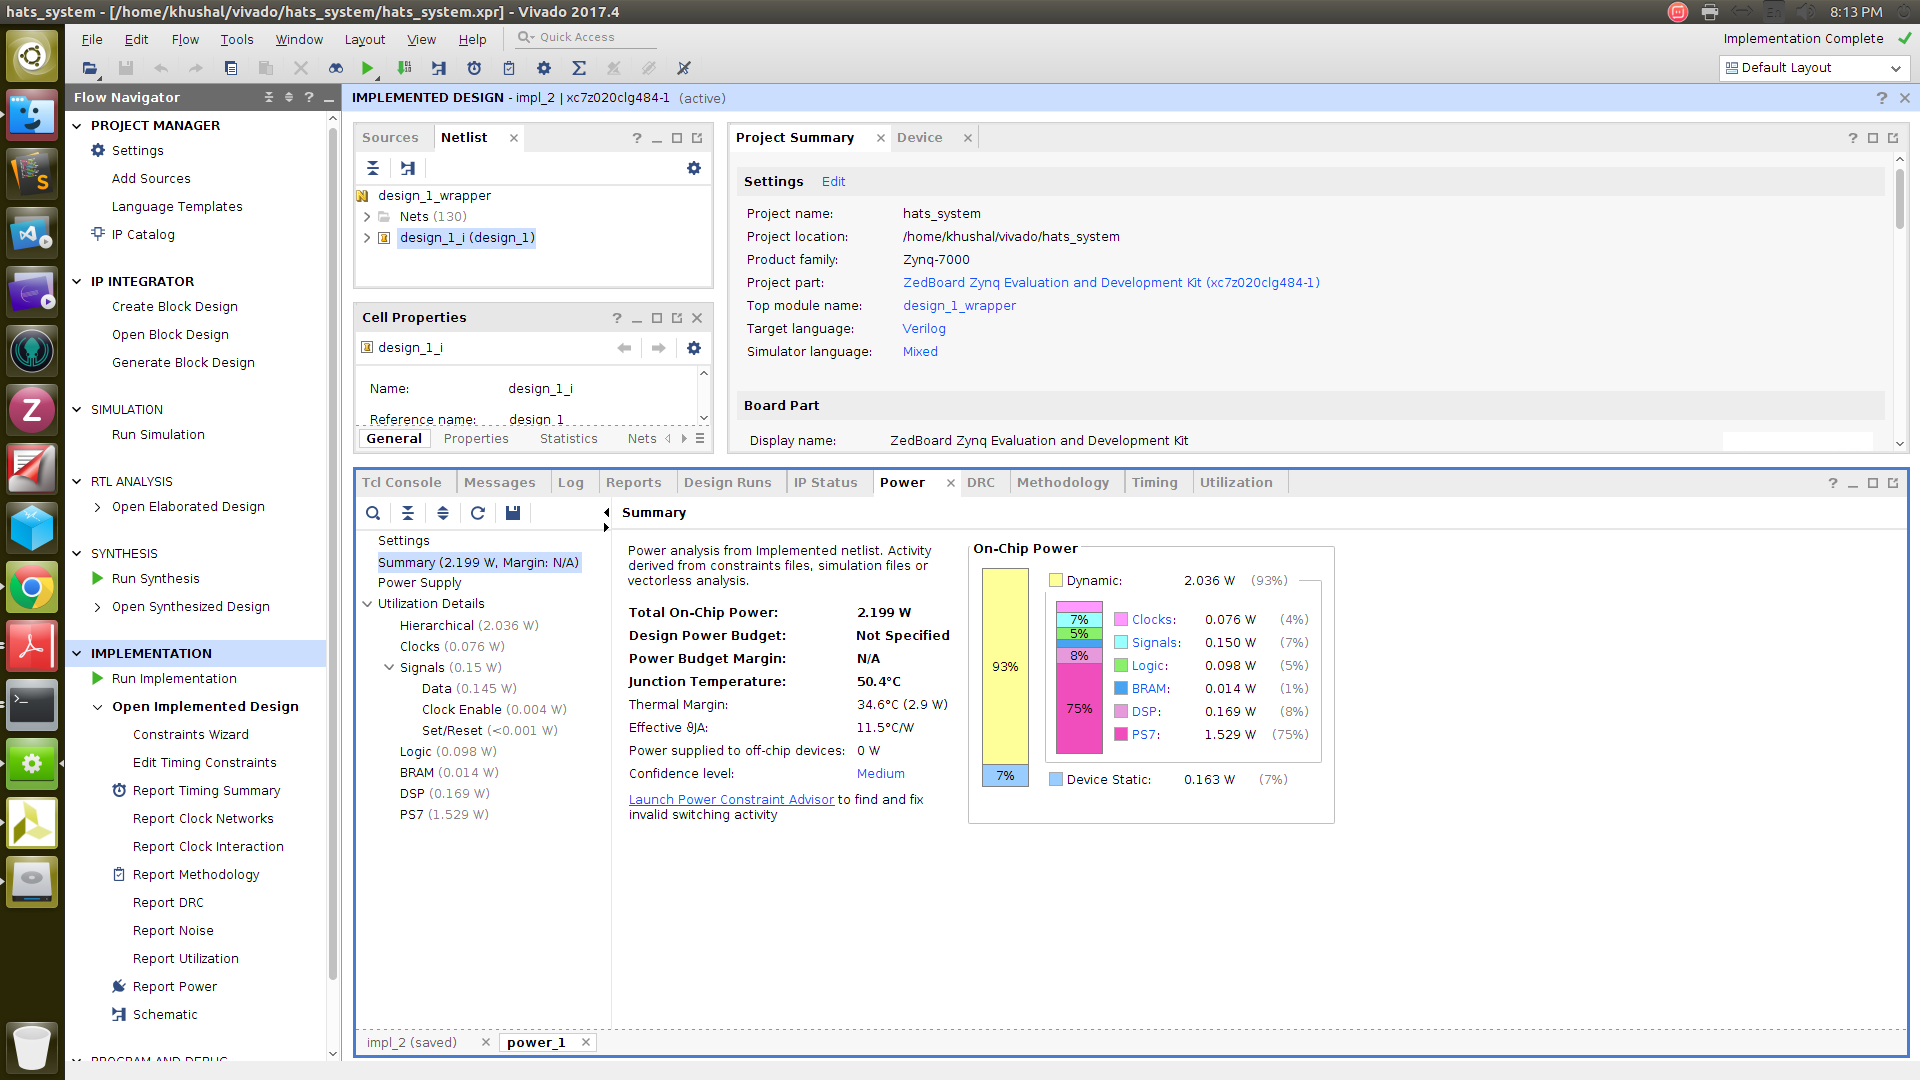 hats_system - [/home/khushal/vivado/hats_system/hats_system.xpr] - Vivado 2017.4
8:13 PM
File Edit Flow Tools Window Layout View Help
Quick Access
Implementation Complete
Default Layout
Flow Navigator
PROJECT MANAGER
Settings
Add Sources
Language Templates
IP Catalog
IP INTEGRATOR
Create Block Design
Open Block Design
Generate Block Design
SIMULATION
Run Simulation
RTL ANALYSIS
Open Elaborated Design
SYNTHESIS
Run Synthesis
Open Synthesized Design
IMPLEMENTATION
Run Implementation
Open Implemented Design
Constraints Wizard
Edit Timing Constraints
Report Timing Summary
Report Clock Networks
Report Clock Interaction
Report Methodology
Report DRC
Report Noise
Report Utilization
Report Power
Schematic
PROGRAM AND DEBUG
IMPLEMENTED DESIGN - impl_2 | xc7z020clg484-1 (active)
Sources Netlist
design_1_wrapper
Nets (130)
design_1_i (design_1)
Cell Properties
design_1_i
Name: design_1_i
Reference name: design_1
General Properties Statistics Nets
Project Summary Device
Settings Edit
Project name: hats_system
Project location: /home/khushal/vivado/hats_system
Product family: Zynq-7000
Project part: ZedBoard Zynq Evaluation and Development Kit (xc7z020clg484-1)
Top module name: design_1_wrapper
Target language: Verilog
Simulator language: Mixed
Board Part
Display name: ZedBoard Zynq Evaluation and Development Kit
Tcl Console Messages Log Reports Design Runs IP Status Power DRC Methodology Timing Utilization
Settings
Summary (2.199 W, Margin: N/A)
Power Supply
Utilization Details
Hierarchical (2.036 W)
Clocks (0.076 W)
Signals (0.15 W)
Data (0.145 W)
Clock Enable (0.004 W)
Set/Reset (<0.001 W)
Logic (0.098 W)
BRAM (0.014 W)
DSP (0.169 W)
PS7 (1.529 W)
Summary
Power analysis from Implemented netlist. Activity
derived from constraints files, simulation files or
vectorless analysis.
Total On-Chip Power: 2.199 W
Design Power Budget: Not Specified
Power Budget Margin: N/A
Junction Temperature: 50.4°C
Thermal Margin: 34.6°C (2.9 W)
Effective ϑJA: 11.5°C/W
Power supplied to off-chip devices: 0 W
Confidence level: Medium
Launch Power Constraint Advisor to find and fix
invalid switching activity
On-Chip Power
93%
7%
Dynamic: 2.036 W (93%)
7%
5%
8%
75%
Clocks: 0.076 W (4%)
Signals: 0.150 W (7%)
Logic: 0.098 W (5%)
BRAM: 0.014 W (1%)
DSP: 0.169 W (8%)
PS7: 1.529 W (75%)
Device Static: 0.163 W (7%)
impl_2 (saved) power_1